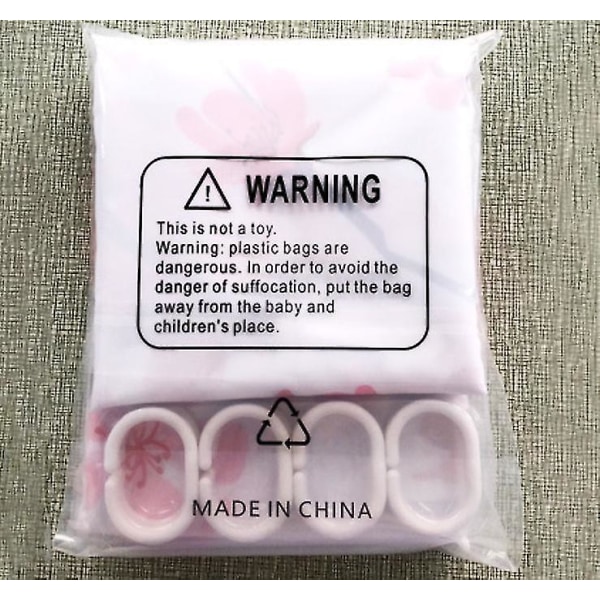 WARNING
This is not a toy.
Warning: plastic bags are
dangerous. In order to avoid the
danger of suffocation, put the bag
away from the baby and
children's place.
MADE IN CHINA